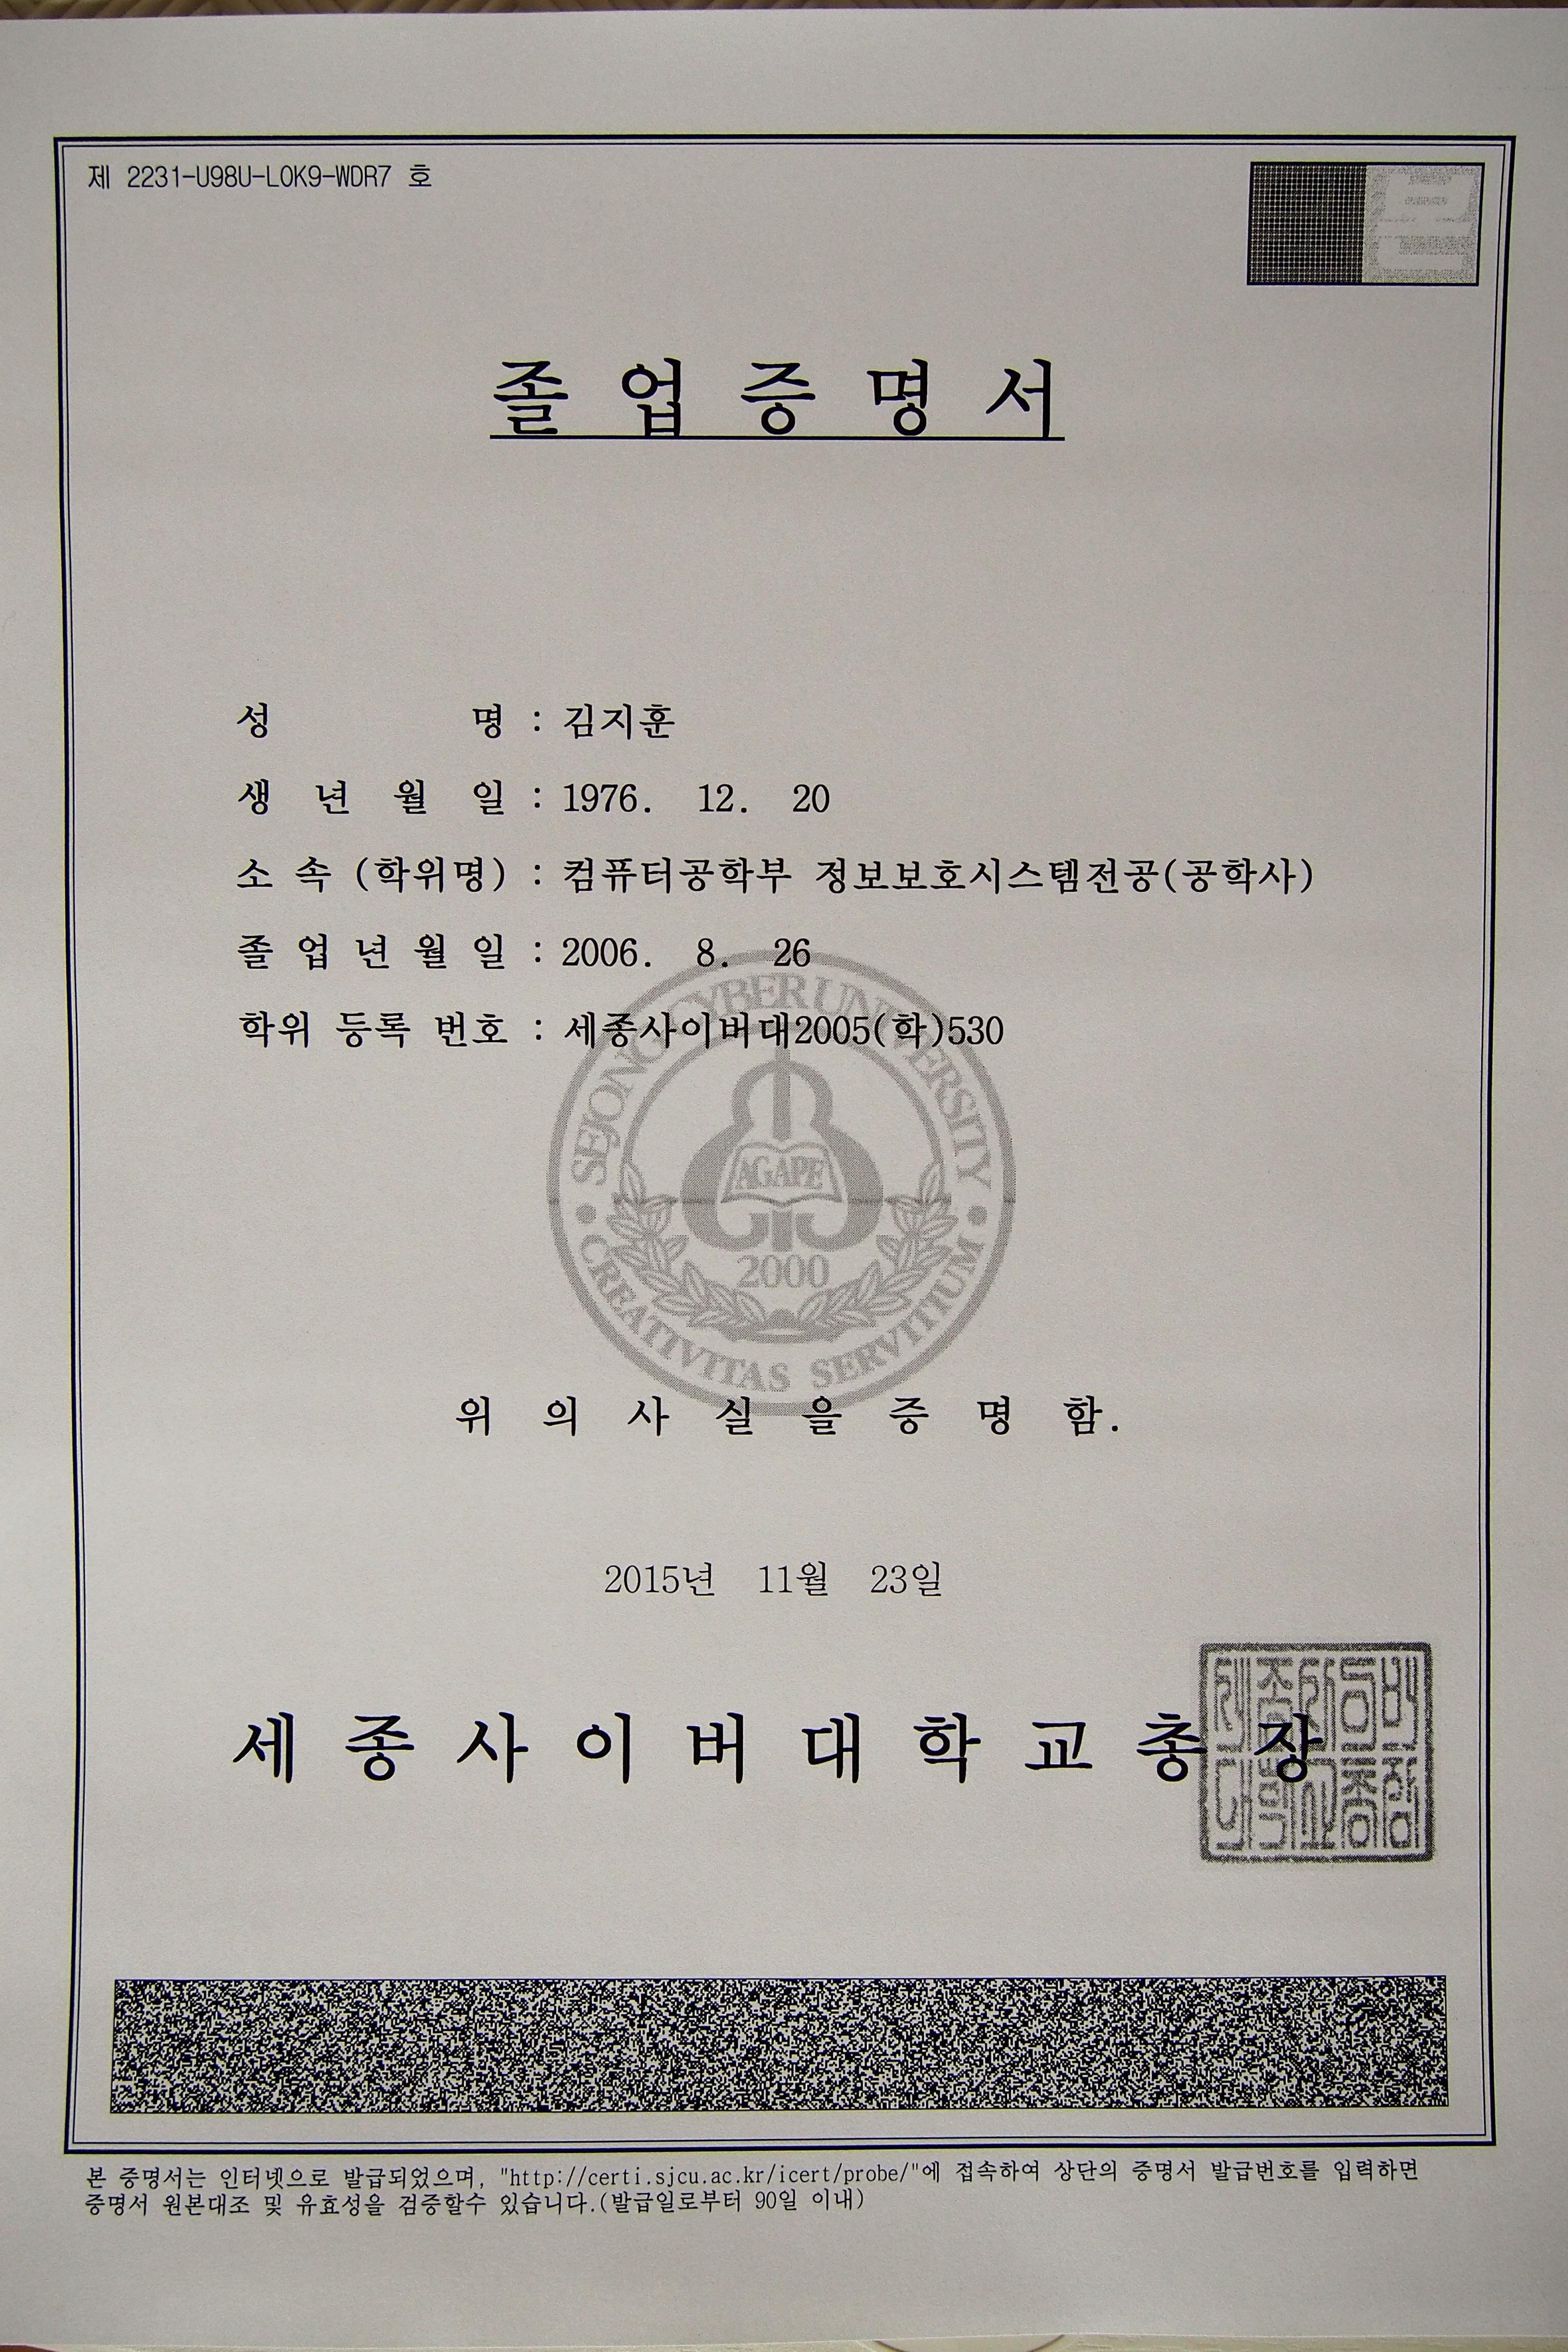 제 2231-U98U-LOK9-WDR7 호
본
졸 업 증 명 서
성 명 : 김지훈
생 년 월 일 : 1976. 12. 20
소 속 (학위명) : 컴퓨터공학부 정보보호시스템전공(공학사)
졸 업 년 월 일 : 2006. 8. 26
학위 등록 번호 : 세종사이버대2005(학)530
SEJONG CYBER UNIVERSITY
AGAPE
2000
CREATIVITAS SERVITIUM
위 의 사 실 을 증 명 함.
2015년 11월 23일
세 종 사 이 버 대 학 교 총 장
세종사이버
대학교총장
본 증명서는 인터넷으로 발급되었으며, "http://certi.sjcu.ac.kr/icert/probe/"에 접속하여 상단의 증명서 발급번호를 입력하면
증명서 원본대조 및 유효성을 검증할수 있습니다.(발급일로부터 90일 이내)